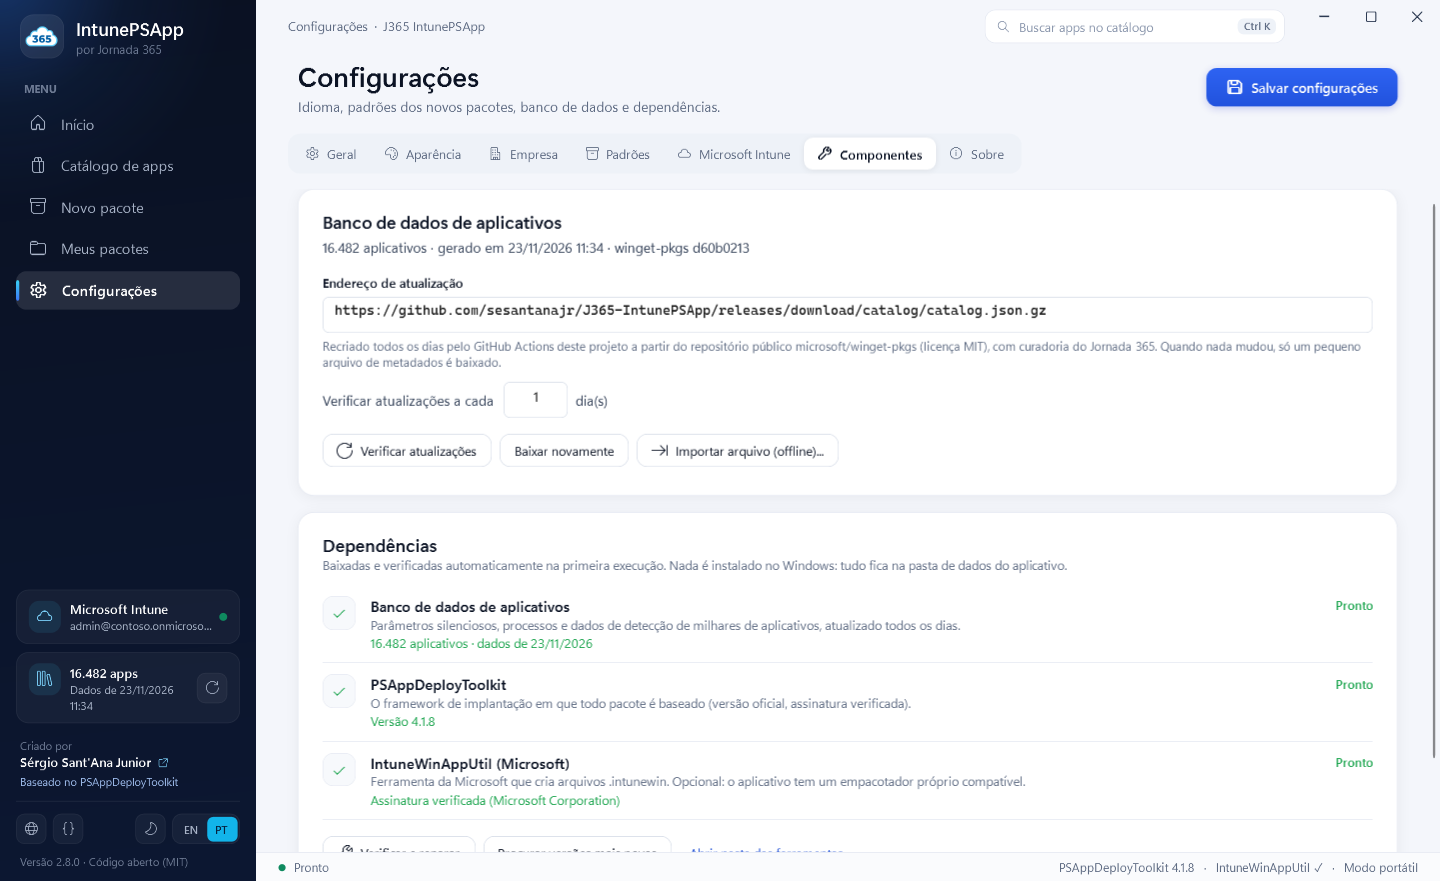 365
IntunePSApp
por Jornada 365
MENU
Início
Catálogo de apps
Novo pacote
Meus pacotes
Configurações
Microsoft Intune
admin@contoso.onmicroso...
16.482 apps
Dados de 23/11/2026
11:34
Criado por
Sérgio Sant'Ana Junior
Baseado no PSAppDeployToolkit
{}
EN PT
Versão 2.8.0 · Código aberto (MIT)
Configurações · J365 IntunePSApp
Buscar apps no catálogo Ctrl K
Configurações
Idioma, padrões dos novos pacotes, banco de dados e dependências.
Salvar configurações
Geral Aparência Empresa Padrões Microsoft Intune Componentes Sobre
Banco de dados de aplicativos
16.482 aplicativos · gerado em 23/11/2026 11:34 · winget-pkgs d60b0213
Endereço de atualização
https://github.com/sesantanajr/J365-IntunePSApp/releases/download/catalog/catalog.json.gz
Recriado todos os dias pelo GitHub Actions deste projeto a partir do repositório público microsoft/winget-pkgs (licença MIT), com curadoria do Jornada 365. Quando nada mudou, só um pequeno
arquivo de metadados é baixado.
Verificar atualizações a cada 1 dia(s)
Verificar atualizações Baixar novamente Importar arquivo (offline)...
Dependências
Baixadas e verificadas automaticamente na primeira execução. Nada é instalado no Windows: tudo fica na pasta de dados do aplicativo.
Banco de dados de aplicativos Pronto
Parâmetros silenciosos, processos e dados de detecção de milhares de aplicativos, atualizado todos os dias.
16.482 aplicativos · dados de 23/11/2026
PSAppDeployToolkit Pronto
O framework de implantação em que todo pacote é baseado (versão oficial, assinatura verificada).
Versão 4.1.8
IntuneWinAppUtil (Microsoft) Pronto
Ferramenta da Microsoft que cria arquivos .intunewin. Opcional: o aplicativo tem um empacotador próprio compatível.
Assinatura verificada (Microsoft Corporation)
Pronto
PSAppDeployToolkit 4.1.8 · IntuneWinAppUtil ✓ · Modo portátil